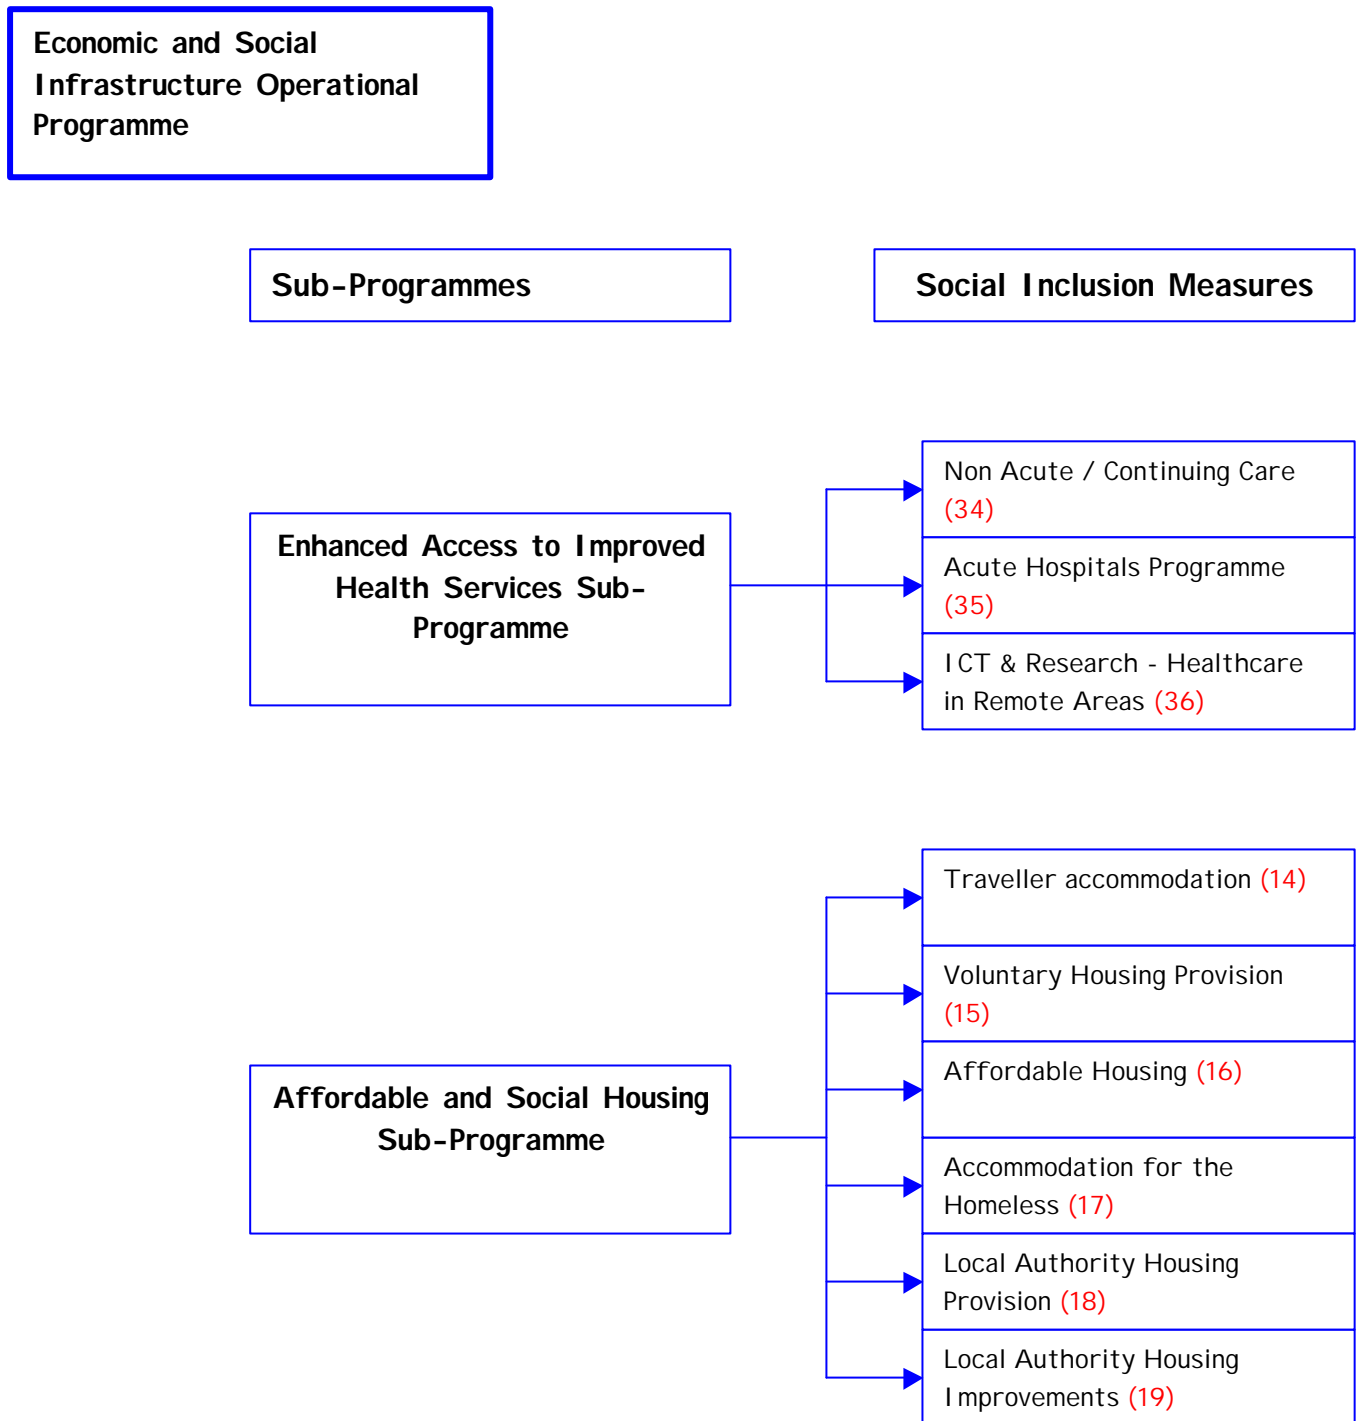 Economic and Social
Infrastructure Operational
Programme
Sub-Programmes
Social Inclusion Measures
Enhanced Access to Improved
Health Services Sub-
Programme
Non Acute / Continuing Care
(34)
Acute Hospitals Programme
(35)
ICT & Research - Healthcare
in Remote Areas (36)
Affordable and Social Housing
Sub-Programme
Traveller accommodation (14)
Voluntary Housing Provision
(15)
Affordable Housing (16)
Accommodation for the
Homeless (17)
Local Authority Housing
Provision (18)
Local Authority Housing
Improvements (19)